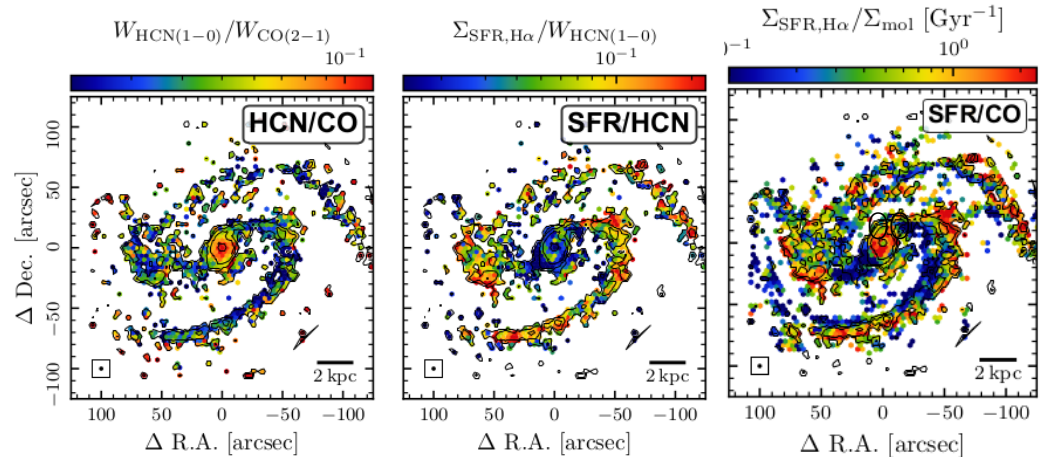 W_HCN(1−0)/W_CO(2−1)
10⁻¹
HCN/CO
Δ Dec. [arcsec]
100
50
0
−50
−100
2 kpc
100 50 0 −50 −100
Δ R.A. [arcsec]
Σ_SFR,Hα/W_HCN(1−0)
10⁻¹
SFR/HCN
2 kpc
100 50 0 −50 −100
Δ R.A. [arcsec]
Σ_SFR,Hα/Σ_mol [Gyr⁻¹]
)⁻¹ 10⁰
SFR/CO
2 kpc
100 50 0 −50 −100
Δ R.A. [arcsec]